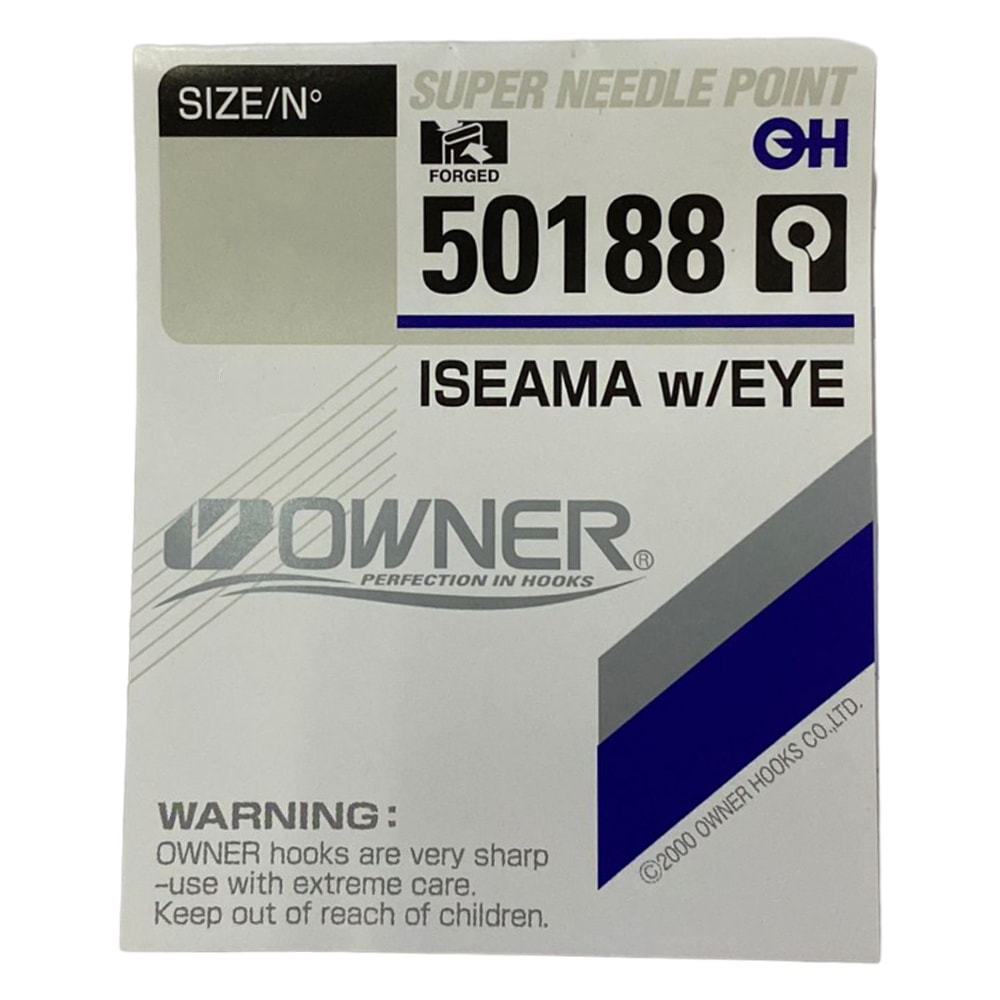 SIZE/Nº
SUPER NEEDLE POINT
FORGED
50188
ISEAMA w/EYE
OWNER®
PERFECTION IN HOOKS
©2000 OWNER HOOKS CO.,LTD.
WARNING:
OWNER hooks are very sharp
-use with extreme care.
Keep out of reach of children.